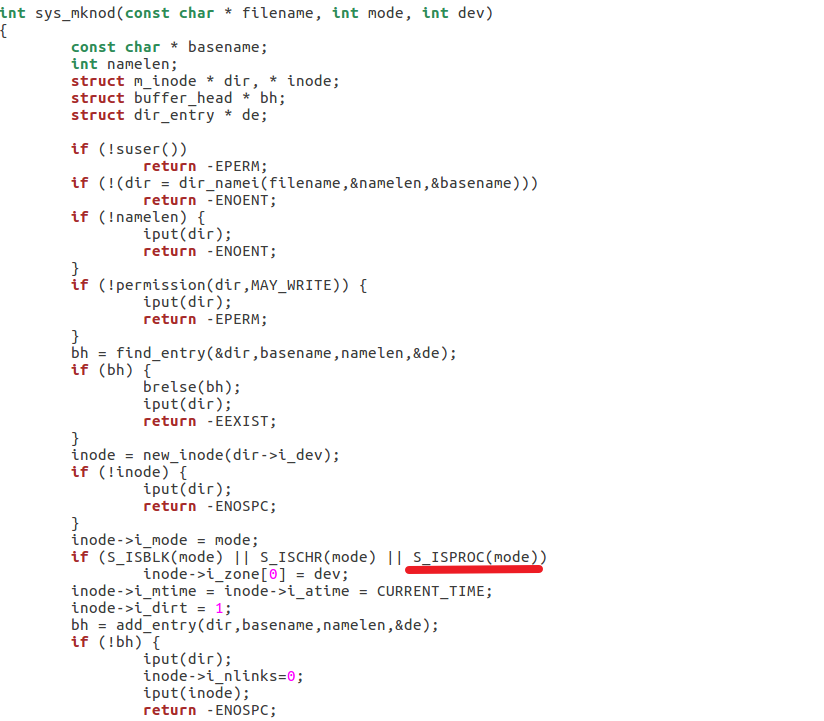 int sys_mknod(const char * filename, int mode, int dev)
{
        const char * basename;
        int namelen;
        struct m_inode * dir, * inode;
        struct buffer_head * bh;
        struct dir_entry * de;

        if (!suser())
                return -EPERM;
        if (!(dir = dir_namei(filename,&namelen,&basename)))
                return -ENOENT;
        if (!namelen) {
                iput(dir);
                return -ENOENT;
        }
        if (!permission(dir,MAY_WRITE)) {
                iput(dir);
                return -EPERM;
        }
        bh = find_entry(&dir,basename,namelen,&de);
        if (bh) {
                brelse(bh);
                iput(dir);
                return -EEXIST;
        }
        inode = new_inode(dir->i_dev);
        if (!inode) {
                iput(dir);
                return -ENOSPC;
        }
        inode->i_mode = mode;
        if (S_ISBLK(mode) || S_ISCHR(mode) || S_ISPROC(mode))
                inode->i_zone[0] = dev;
        inode->i_mtime = inode->i_atime = CURRENT_TIME;
        inode->i_dirt = 1;
        bh = add_entry(dir,basename,namelen,&de);
        if (!bh) {
                iput(dir);
                inode->i_nlinks=0;
                iput(inode);
                return -ENOSPC;